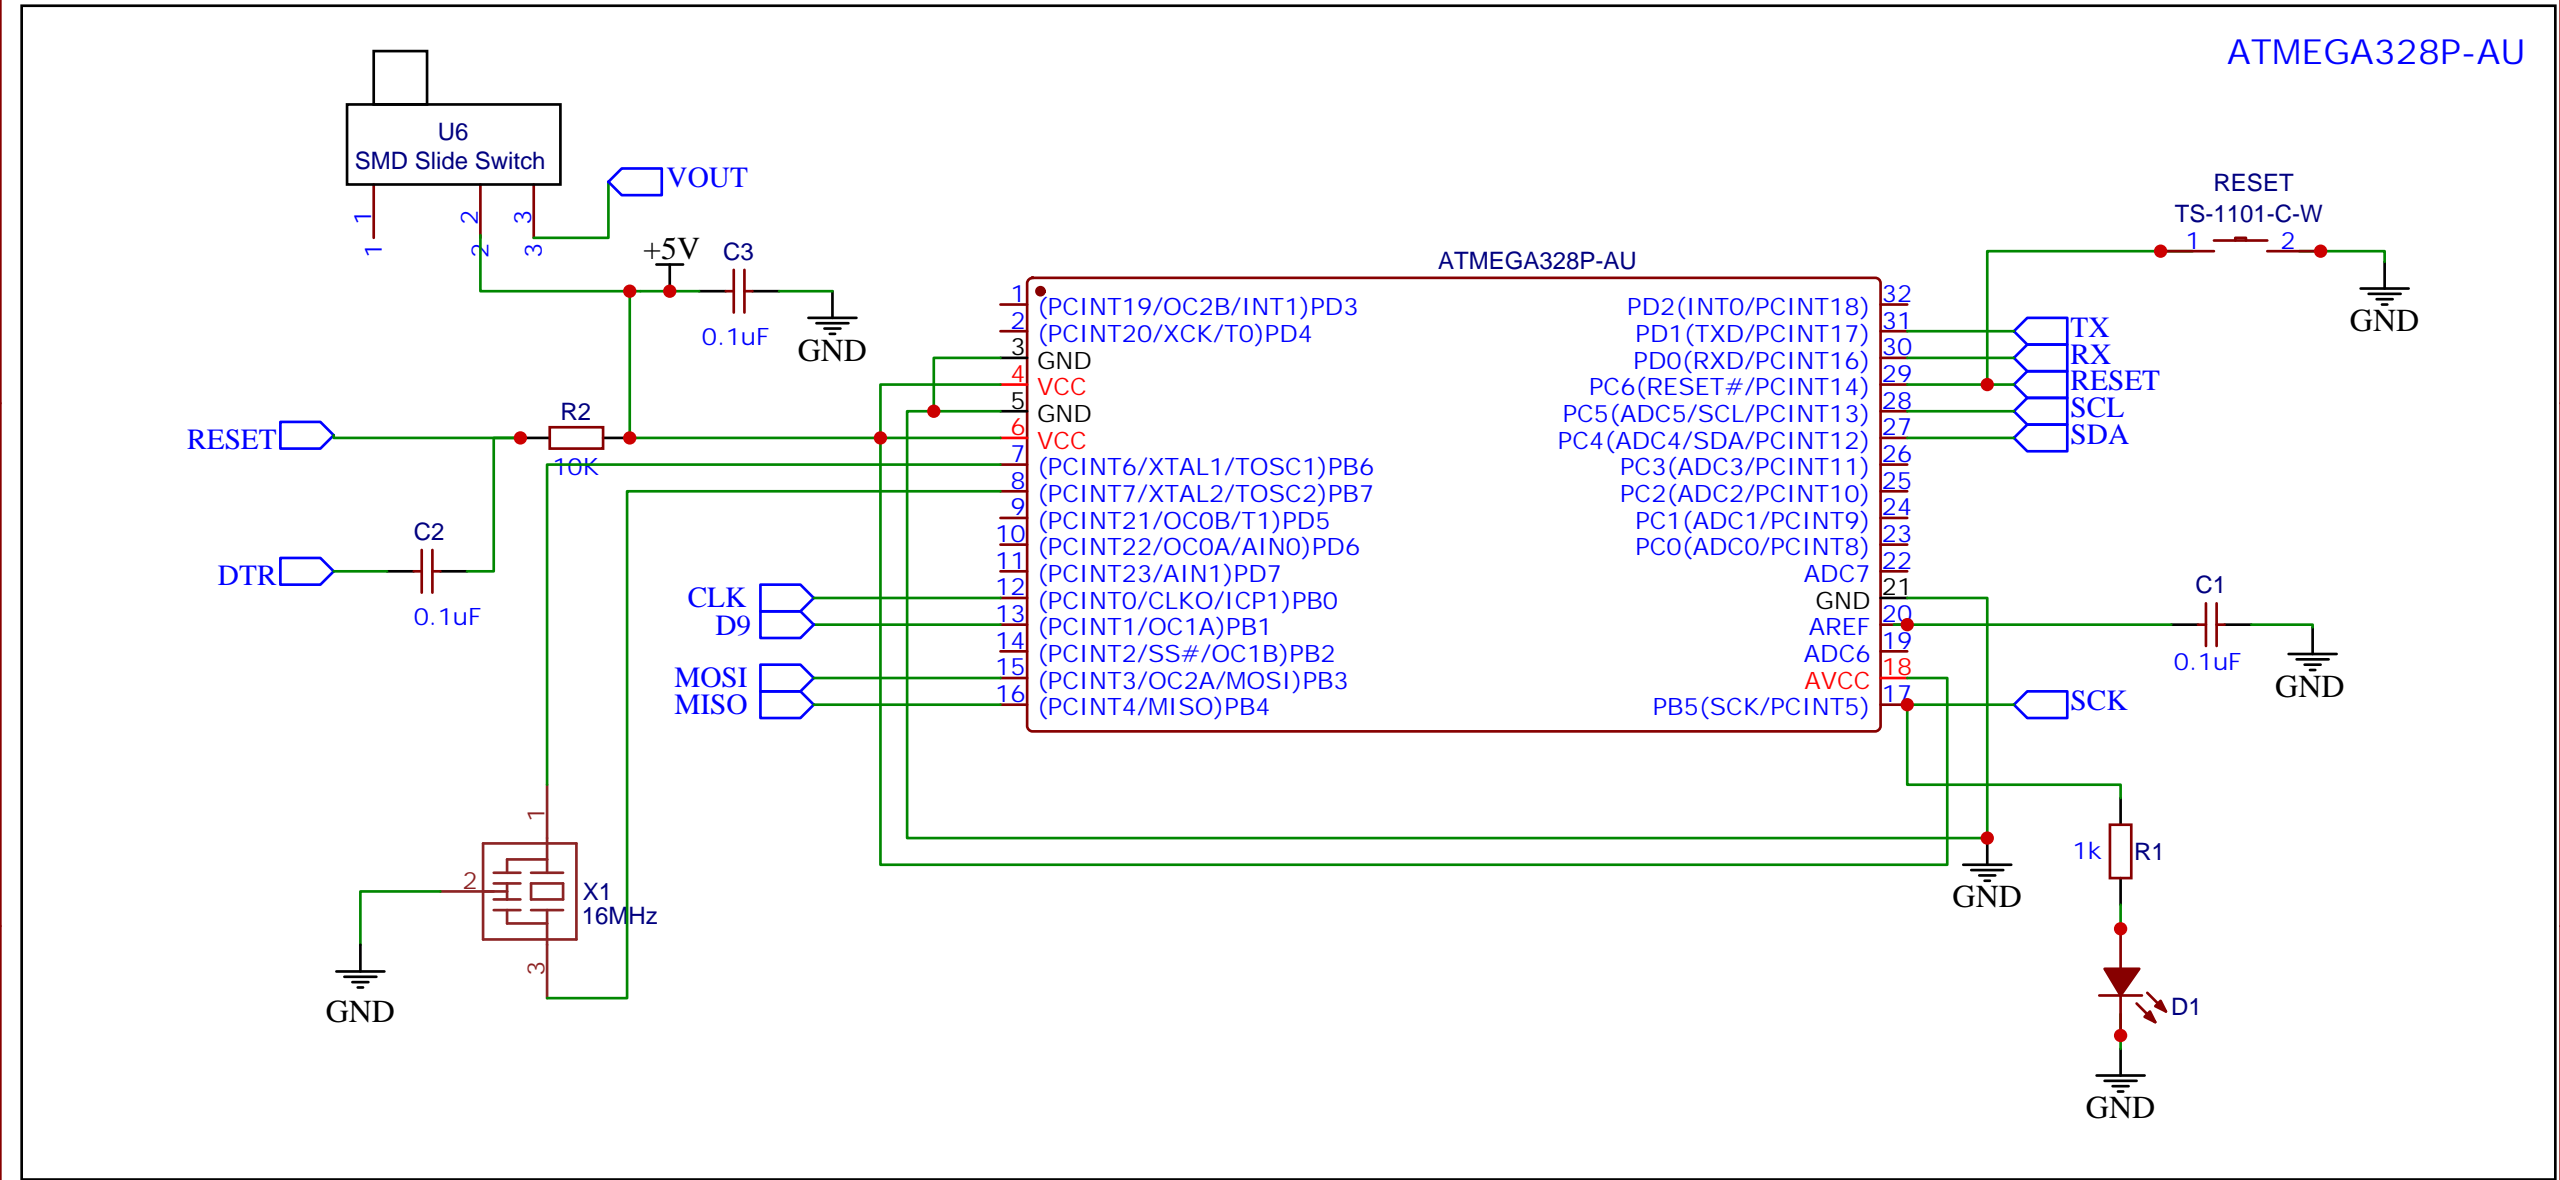 ATMEGA328P-AU
U6
SMD Slide Switch
1
2
3
1
2
3
VOUT
+5V
C3
0.1uF
GND
RESET
R2
10K
DTR
C2
0.1uF
CLK
D9
MOSI
MISO
X1
16MHz
1
2
3
GND
ATMEGA328P-AU
1 (PCINT19/OC2B/INT1)PD3
2 (PCINT20/XCK/T0)PD4
3 GND
4 VCC
5 GND
6 VCC
7 (PCINT6/XTAL1/TOSC1)PB6
8 (PCINT7/XTAL2/TOSC2)PB7
9 (PCINT21/OC0B/T1)PD5
10 (PCINT22/OC0A/AIN0)PD6
11 (PCINT23/AIN1)PD7
12 (PCINT0/CLKO/ICP1)PB0
13 (PCINT1/OC1A)PB1
14 (PCINT2/SS#/OC1B)PB2
15 (PCINT3/OC2A/MOSI)PB3
16 (PCINT4/MISO)PB4
PD2(INT0/PCINT18) 32
PD1(TXD/PCINT17) 31
PD0(RXD/PCINT16) 30
PC6(RESET#/PCINT14) 29
PC5(ADC5/SCL/PCINT13) 28
PC4(ADC4/SDA/PCINT12) 27
PC3(ADC3/PCINT11) 26
PC2(ADC2/PCINT10) 25
PC1(ADC1/PCINT9) 24
PC0(ADC0/PCINT8) 23
ADC7 22
GND 21
AREF 20
ADC6 19
AVCC 18
PB5(SCK/PCINT5) 17
TX
RX
RESET
SCL
SDA
RESET
TS-1101-C-W
1
2
GND
C1
0.1uF
GND
SCK
GND
1k
R1
D1
GND